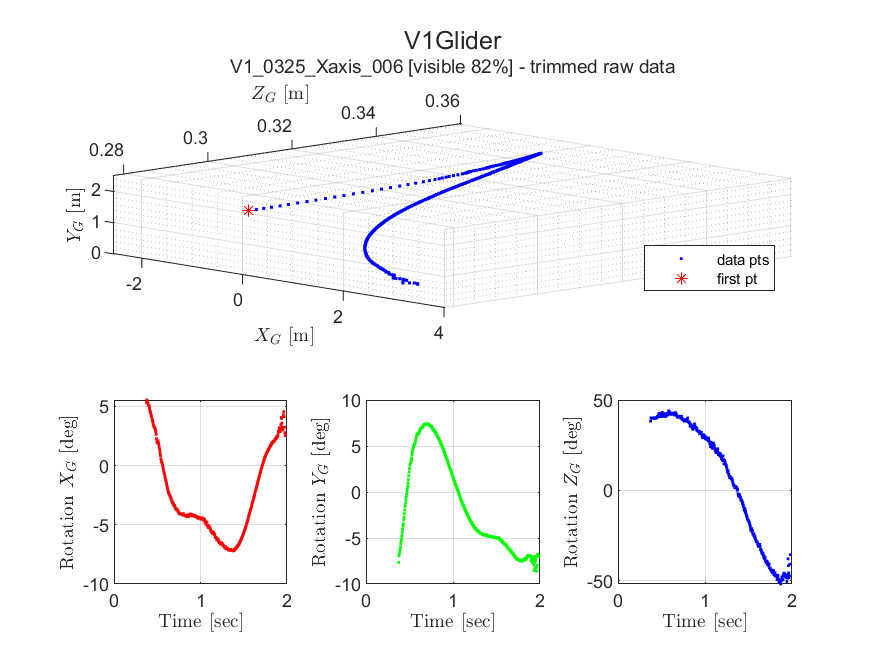 V1Glider
V1_0325_Xaxis_006 [visible 82%] - trimmed raw data
Z_G [m]
0.28 0.3 0.32 0.34 0.36
Y_G [m]
2
1
0
-2 0 2 4
X_G [m]
data pts
first pt
Rotation X_G [deg]
5
0
-5
-10
0 1 2
Time [sec]
Rotation Y_G [deg]
10
5
0
-5
-10
0 1 2
Time [sec]
Rotation Z_G [deg]
50
0
-50
0 1 2
Time [sec]